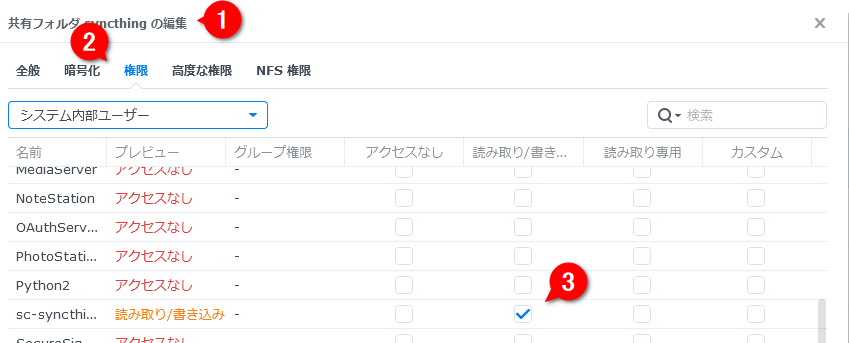 共有フォルダ syncthing の編集
1
2
全般 暗号化 権限 高度な権限 NFS 権限
システム内部ユーザー 検索
名前 プレビュー グループ権限 アクセスなし 読み取り/書き... 読み取り専用 カスタム
MediaServer アクセスなし -
NoteStation アクセスなし -
OAuthServ... アクセスなし -
PhotoStati... アクセスなし -
Python2 アクセスなし -
3
sc-syncthi... 読み取り/書き込み -
SecureSig... アクセスなし -